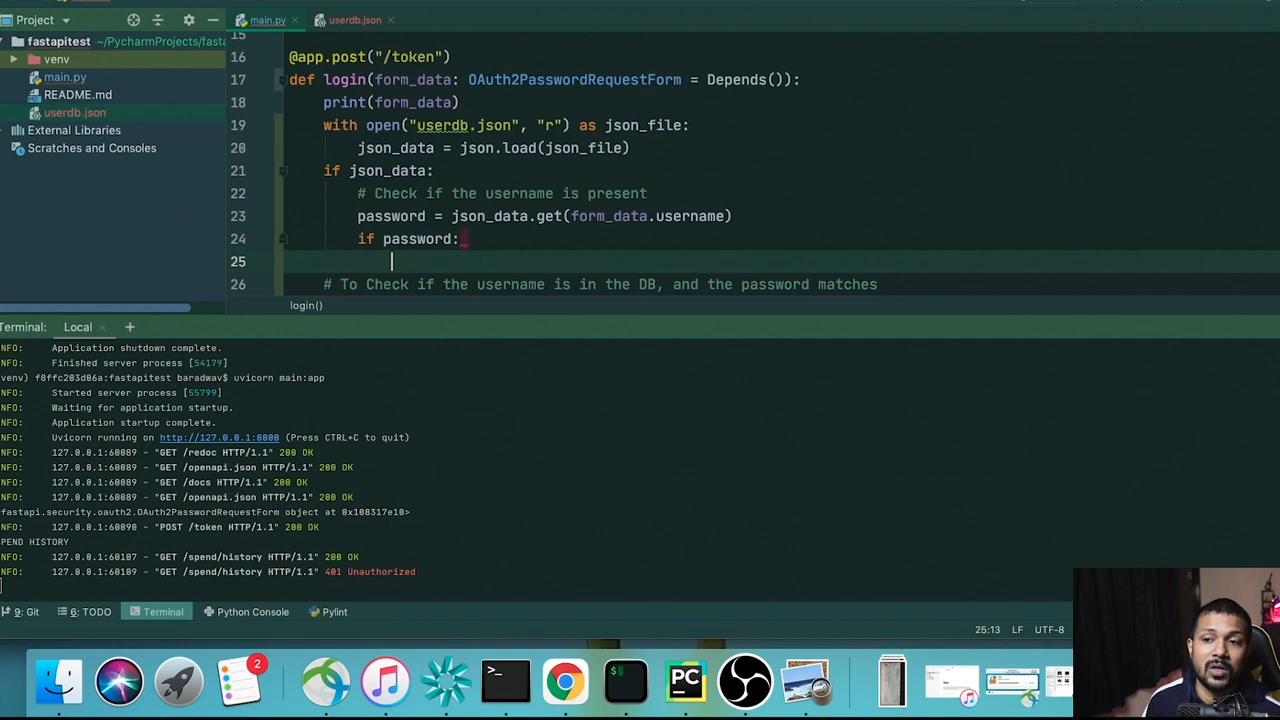 Project
main.py
userdb.json
fastapitest ~/PycharmProjects/fasta
venv
main.py
README.md
userdb.json
External Libraries
Scratches and Consoles
15
16 @app.post("/token")
17 def login(form_data: OAuth2PasswordRequestForm = Depends()):
18 print(form_data)
19 with open("userdb.json", "r") as json_file:
20 json_data = json.load(json_file)
21 if json_data:
22 # Check if the username is present
23 password = json_data.get(form_data.username)
24 if password:
25
26 # To Check if the username is in the DB, and the password matches
login()
Terminal: Local +
NFO: Application shutdown complete.
NFO: Finished server process [54179]
venv) f8ffc203d06a:fastapitest baradwav$ uvicorn main:app
NFO: Started server process [55799]
NFO: Waiting for application startup.
NFO: Application startup complete.
NFO: Uvicorn running on http://127.0.0.1:8000 (Press CTRL+C to quit)
NFO: 127.0.0.1:60089 - "GET /redoc HTTP/1.1" 200 OK
NFO: 127.0.0.1:60089 - "GET /openapi.json HTTP/1.1" 200 OK
NFO: 127.0.0.1:60089 - "GET /docs HTTP/1.1" 200 OK
NFO: 127.0.0.1:60089 - "GET /openapi.json HTTP/1.1" 200 OK
<fastapi.security.oauth2.OAuth2PasswordRequestForm object at 0x108317e10>
NFO: 127.0.0.1:60090 - "POST /token HTTP/1.1" 200 OK
PEND HISTORY
NFO: 127.0.0.1:60107 - "GET /spend/history HTTP/1.1" 200 OK
NFO: 127.0.0.1:60109 - "GET /spend/history HTTP/1.1" 401 Unauthorized
9: Git 6: TODO Terminal Python Console Pylint
25:13 LF UTF-8
2
>_
$
PC